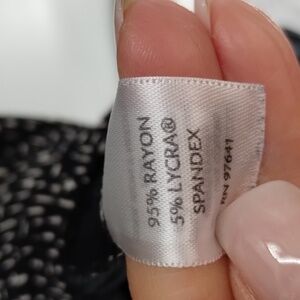 95% RAYON
5% LYCRA®
SPANDEX
RN 97641